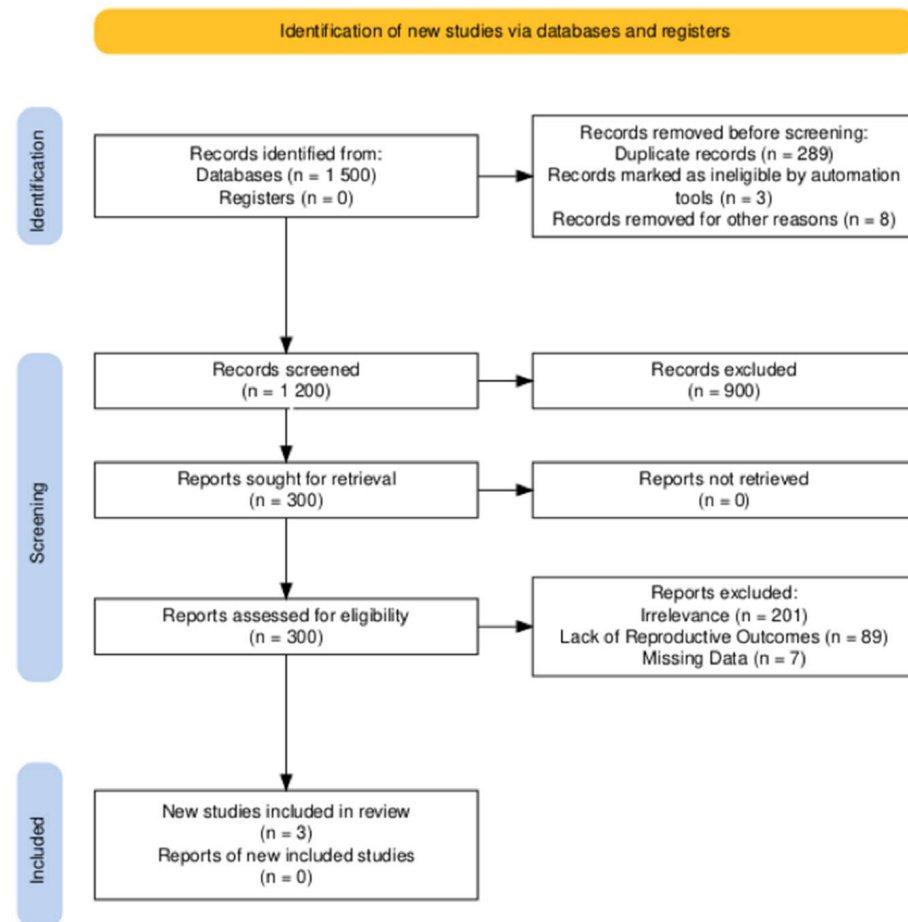 Identification of new studies via databases and registers
Identification
Records identified from:
Databases (n = 1 500)
Registers (n = 0)
Records removed before screening:
Duplicate records (n = 289)
Records marked as ineligible by automation
tools (n = 3)
Records removed for other reasons (n = 8)
Screening
Records screened
(n = 1 200)
Records excluded
(n = 900)
Reports sought for retrieval
(n = 300)
Reports not retrieved
(n = 0)
Reports assessed for eligibility
(n = 300)
Reports excluded:
Irrelevance (n = 201)
Lack of Reproductive Outcomes (n = 89)
Missing Data (n = 7)
Included
New studies included in review
(n = 3)
Reports of new included studies
(n = 0)